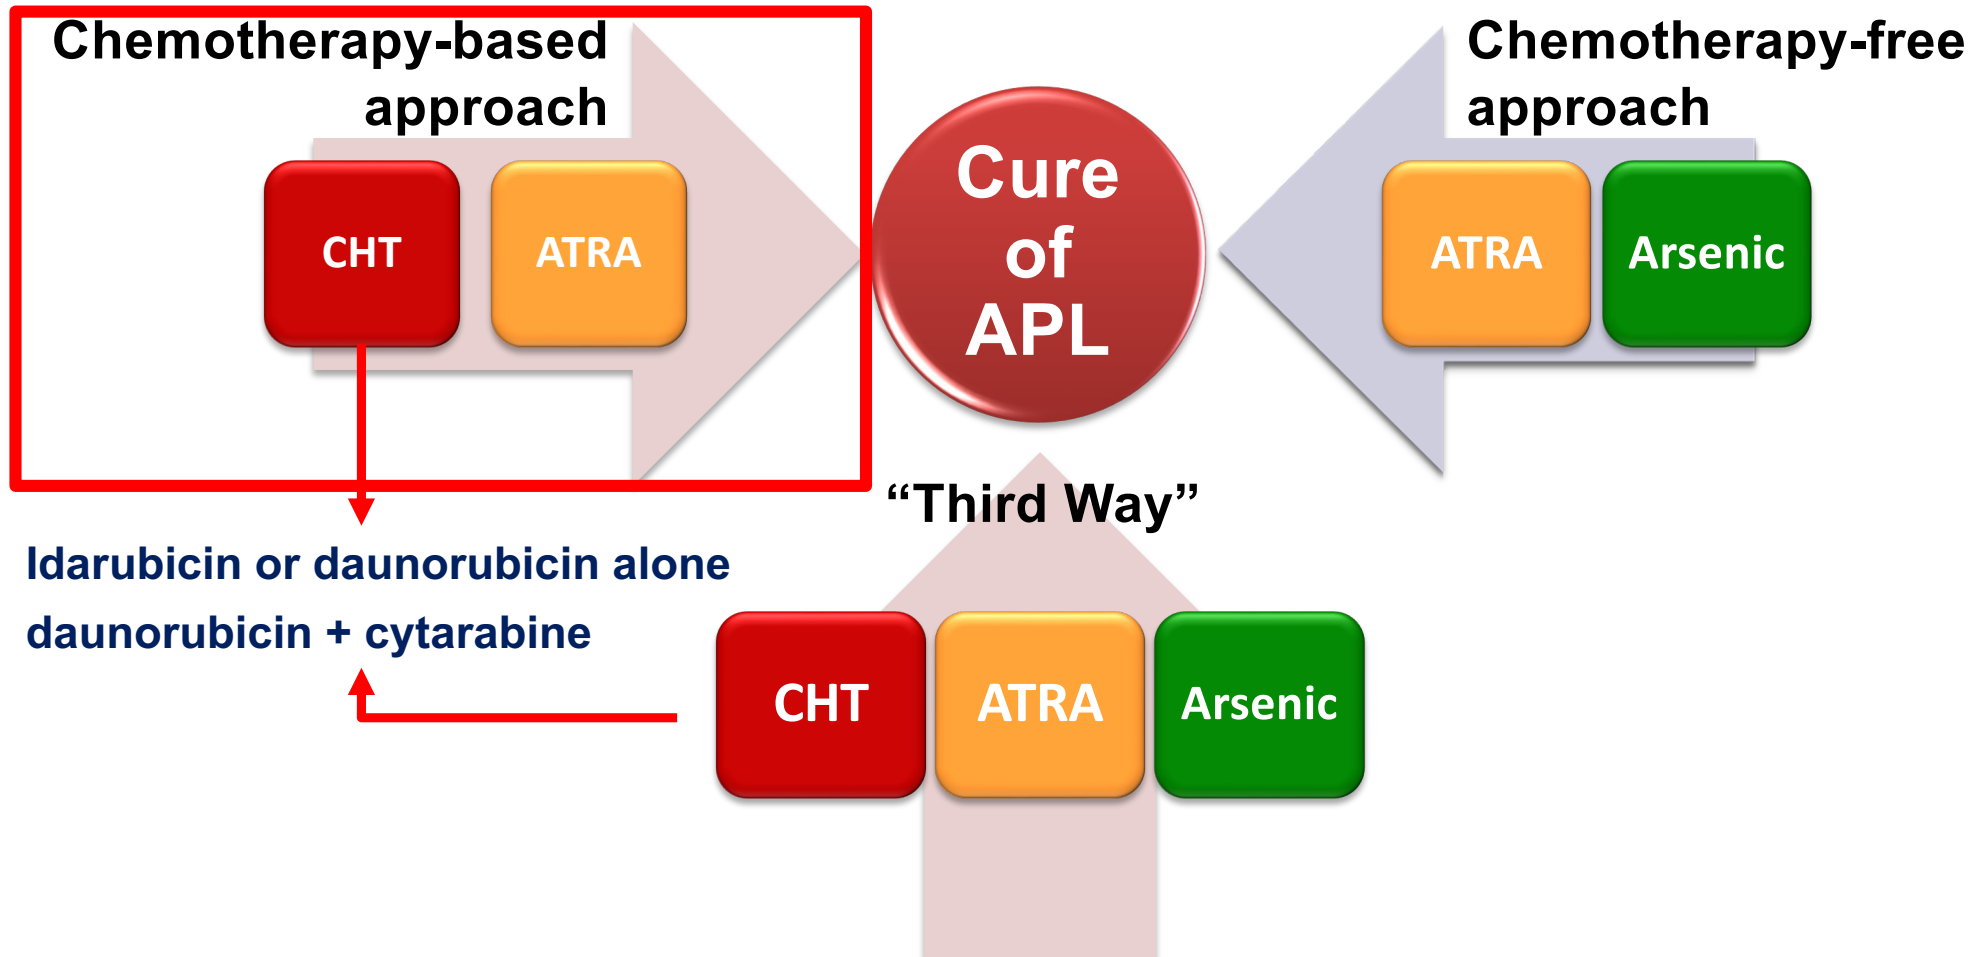 Chemotherapy-based
approach
CHT
ATRA
Cure
of
APL
Chemotherapy-free
approach
ATRA
Arsenic
“Third Way”
Idarubicin or daunorubicin alone
daunorubicin + cytarabine
CHT
ATRA
Arsenic